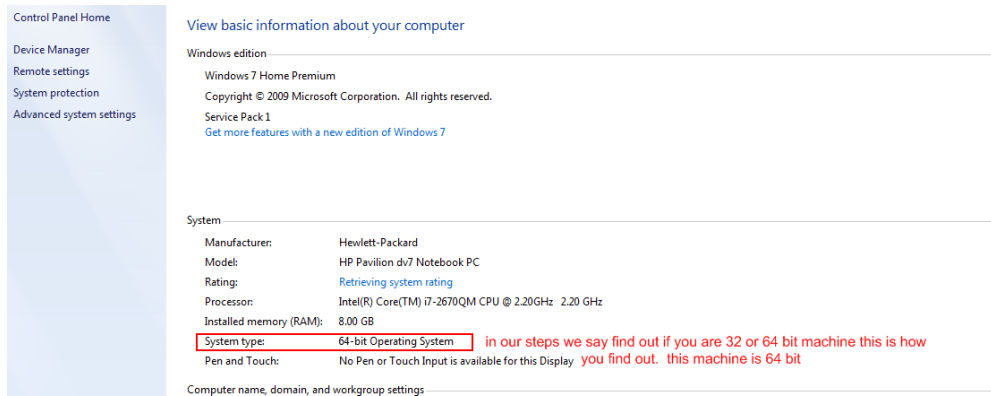 Control Panel Home
Device Manager
Remote settings
System protection
Advanced system settings
View basic information about your computer
Windows edition
Windows 7 Home Premium
Copyright © 2009 Microsoft Corporation. All rights reserved.
Service Pack 1
Get more features with a new edition of Windows 7
System
Manufacturer: Hewlett-Packard
Model: HP Pavilion dv7 Notebook PC
Rating: Retrieving system rating
Processor: Intel(R) Core(TM) i7-2670QM CPU @ 2.20GHz 2.20 GHz
Installed memory (RAM): 8.00 GB
System type: 64-bit Operating System
in our steps we say find out if you are 32 or 64 bit machine this is how
you find out. this machine is 64 bit
Pen and Touch: No Pen or Touch Input is available for this Display
Computer name, domain, and workgroup settings